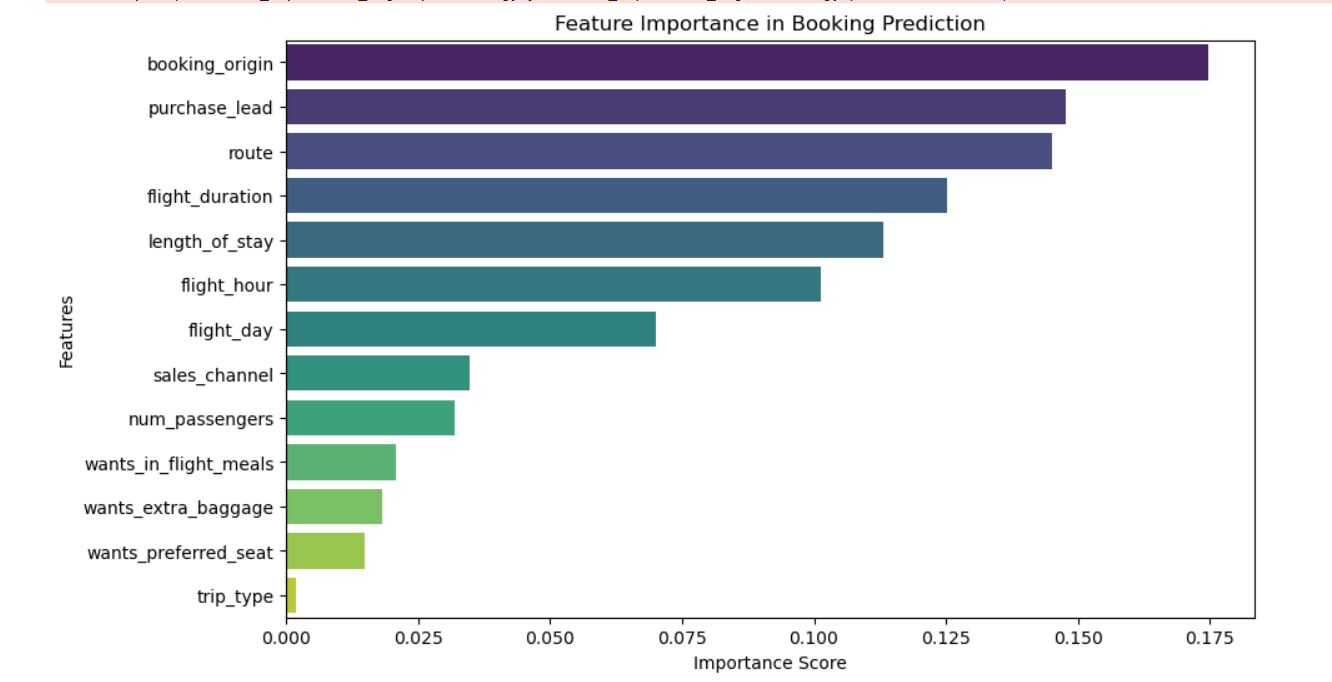 Feature Importance in Booking Prediction
booking_origin
purchase_lead
route
flight_duration
length_of_stay
flight_hour
flight_day
sales_channel
num_passengers
wants_in_flight_meals
wants_extra_baggage
wants_preferred_seat
trip_type
Features
0.000 0.025 0.050 0.075 0.100 0.125 0.150 0.175
Importance Score